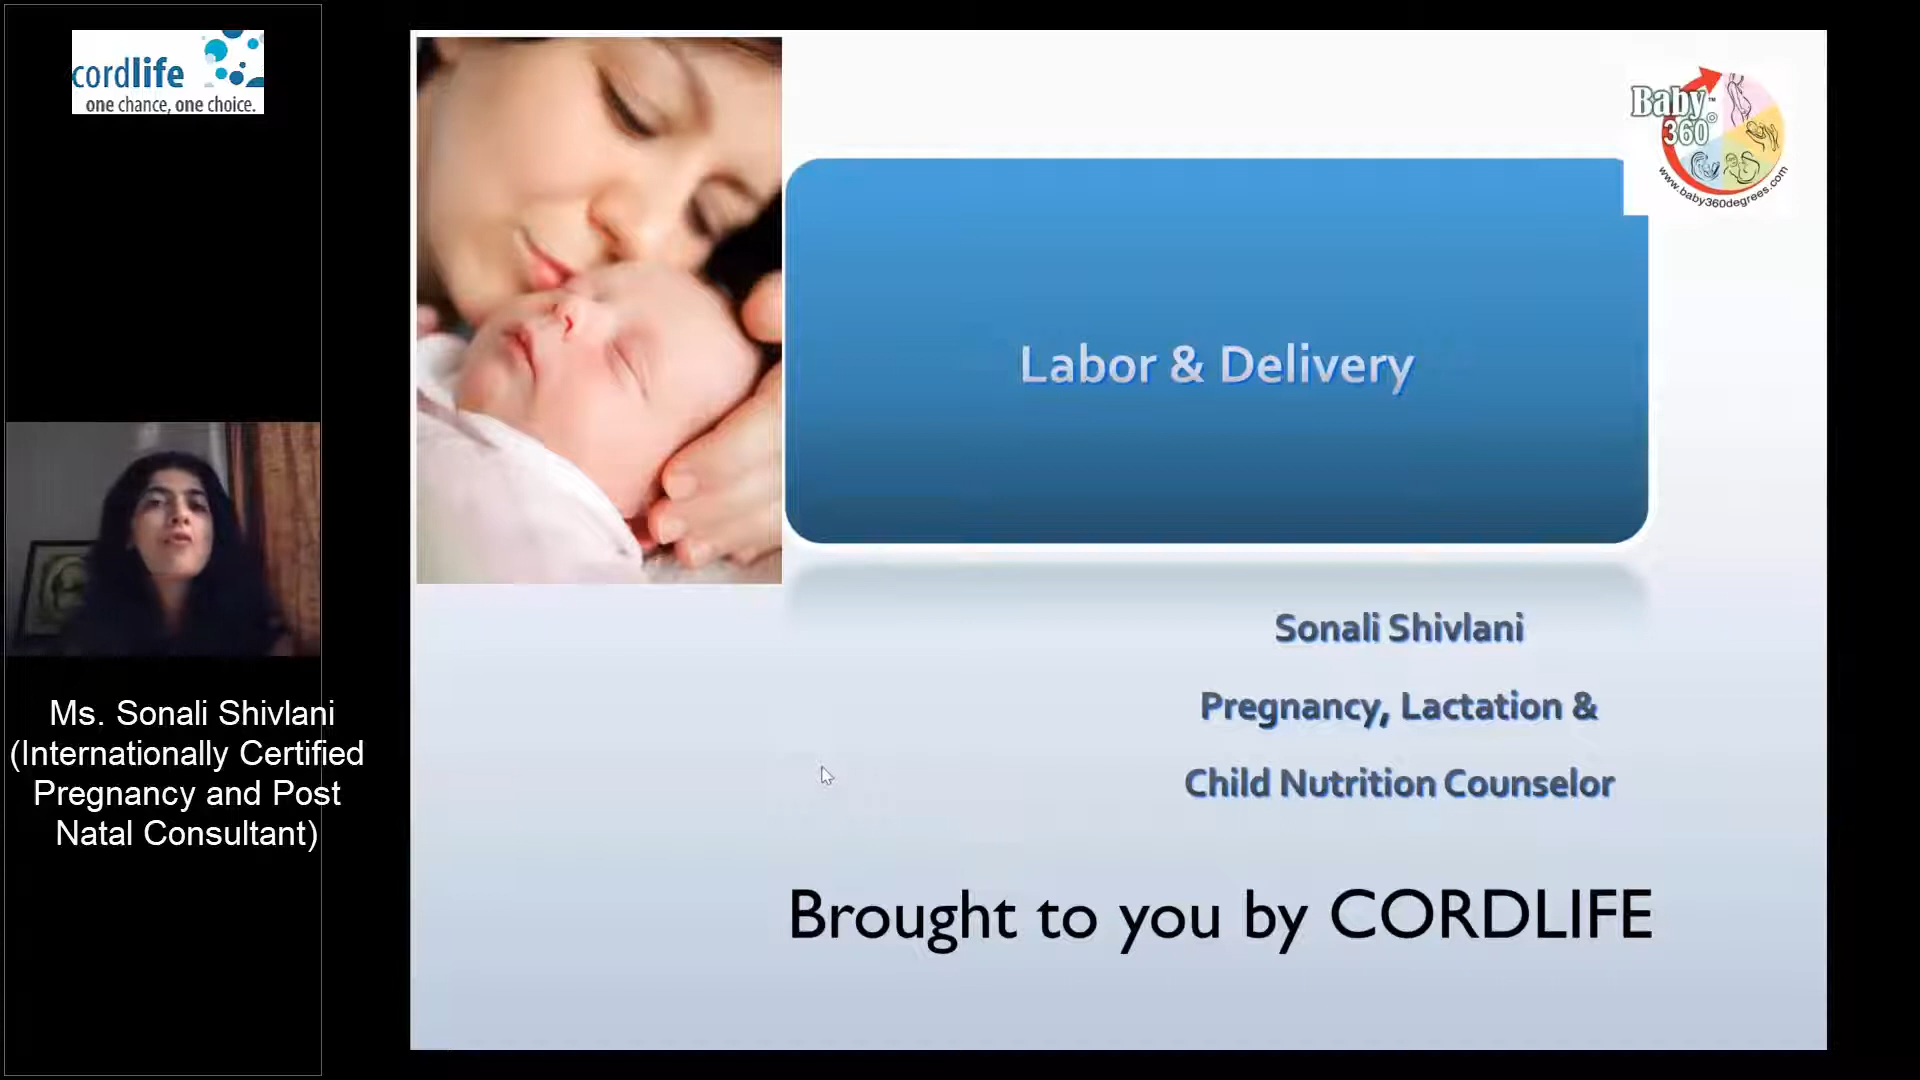 cordlife
one chance, one choice.
Ms. Sonali Shivlani
(Internationally Certified
Pregnancy and Post
Natal Consultant)
Baby™
360°
www.baby360degrees.com
Labor & Delivery
Sonali Shivlani
Pregnancy, Lactation &
Child Nutrition Counselor
Brought to you by CORDLIFE